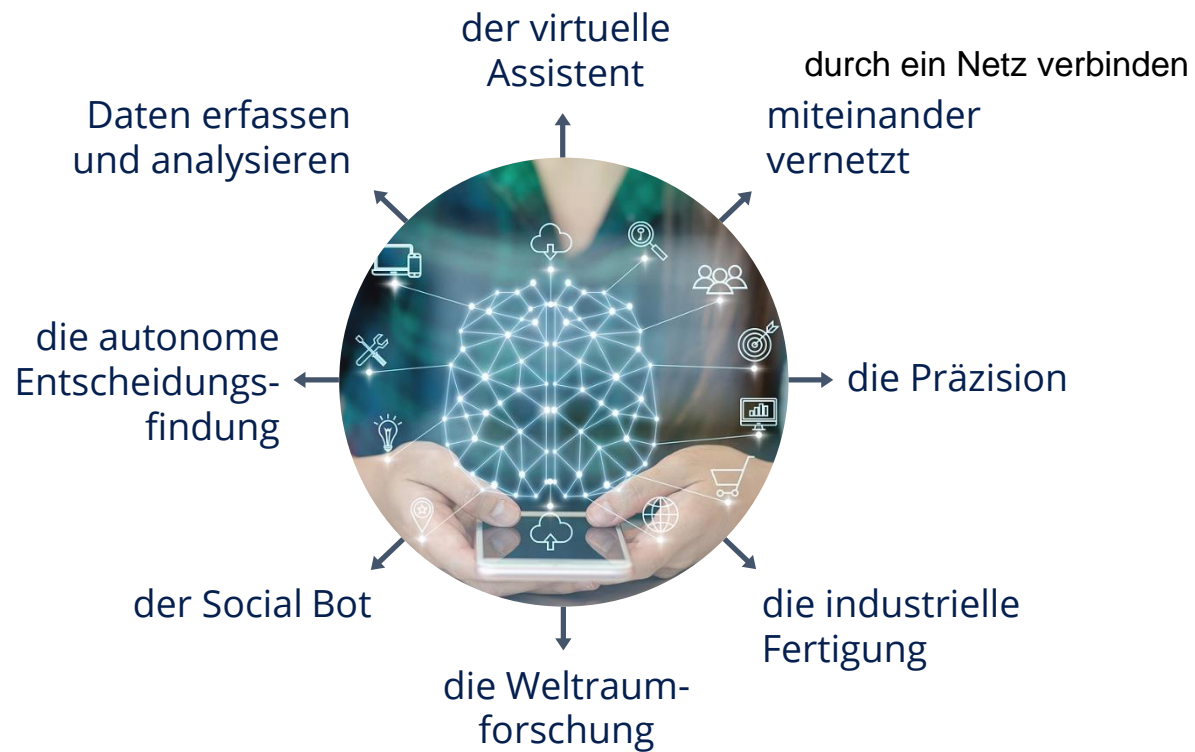 der virtuelle
Assistent
durch ein Netz verbinden
miteinander
vernetzt
Daten erfassen
und analysieren
die autonome
Entscheidungs-
findung
die Präzision
der Social Bot
die industrielle
Fertigung
die Weltraum-
forschung